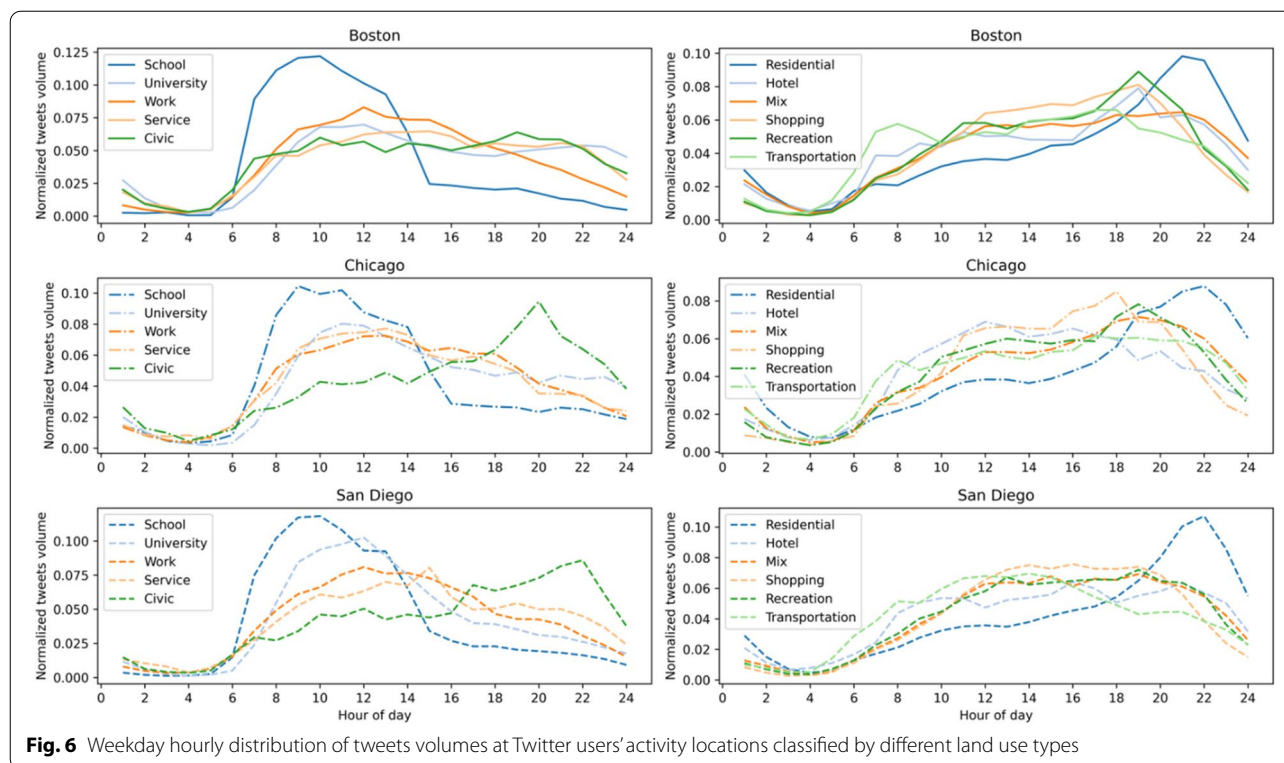 Boston
Normalized tweets volume
0.125
0.100
0.075
0.050
0.025
0.000
School
University
Work
Service
Civic
0 2 4 6 8 10 12 14 16 18 20 22 24
Boston
Normalized tweets volume
0.10
0.08
0.06
0.04
0.02
0.00
Residential
Hotel
Mix
Shopping
Recreation
Transportation
0 2 4 6 8 10 12 14 16 18 20 22 24
Chicago
Normalized tweets volume
0.10
0.08
0.06
0.04
0.02
0.00
School
University
Work
Service
Civic
0 2 4 6 8 10 12 14 16 18 20 22 24
Chicago
Normalized tweets volume
0.08
0.06
0.04
0.02
0.00
Residential
Hotel
Mix
Shopping
Recreation
Transportation
0 2 4 6 8 10 12 14 16 18 20 22 24
San Diego
Normalized tweets volume
0.100
0.075
0.050
0.025
0.000
School
University
Work
Service
Civic
0 2 4 6 8 10 12 14 16 18 20 22 24
Hour of day
San Diego
Normalized tweets volume
0.10
0.08
0.06
0.04
0.02
0.00
Residential
Hotel
Mix
Shopping
Recreation
Transportation
0 2 4 6 8 10 12 14 16 18 20 22 24
Hour of day
Fig. 6 Weekday hourly distribution of tweets volumes at Twitter users' activity locations classified by different land use types